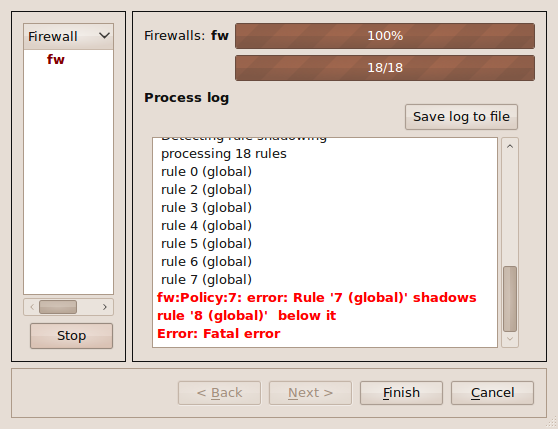 Firewall
fw
Stop
Firewalls: fw
100%
18/18
Process log
Save log to file
Detecting rule shadowing
processing 18 rules
rule 0 (global)
rule 2 (global)
rule 3 (global)
rule 4 (global)
rule 5 (global)
rule 6 (global)
rule 7 (global)
fw:Policy:7: error: Rule '7 (global)' shadows
rule '8 (global)'  below it
Error: Fatal error
< Back
Next >
Finish
Cancel